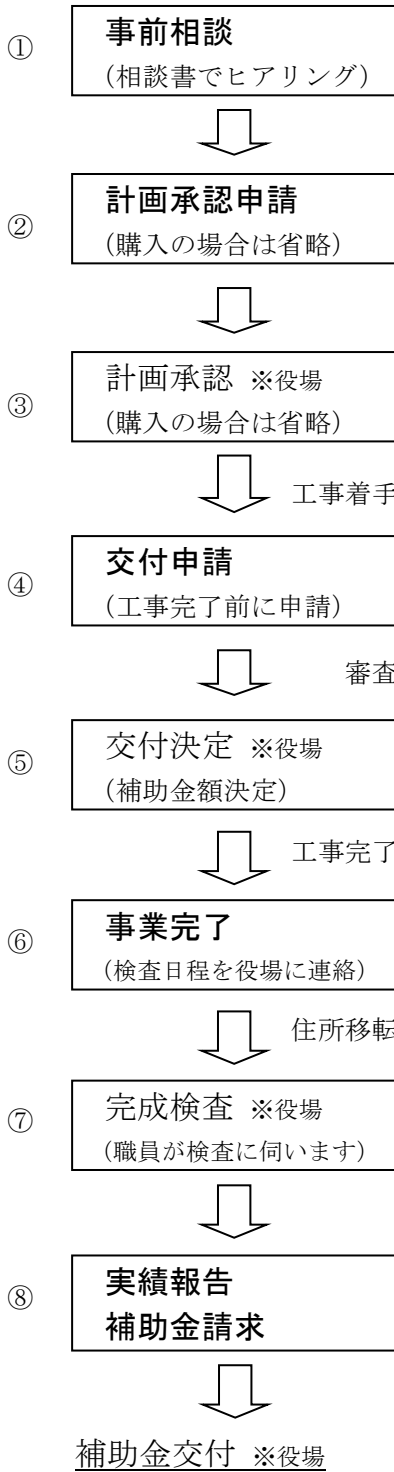 ① 事前相談
(相談書でヒアリング)
② 計画承認申請
(購入の場合は省略)
③ 計画承認 ※役場
(購入の場合は省略)
工事着手
④ 交付申請
(工事完了前に申請)
審査
⑤ 交付決定 ※役場
(補助金額決定)
工事完了
⑥ 事業完了
(検査日程を役場に連絡)
住所移転
⑦ 完成検査 ※役場
(職員が検査に伺います)
⑧ 実績報告
補助金請求
補助金交付 ※役場